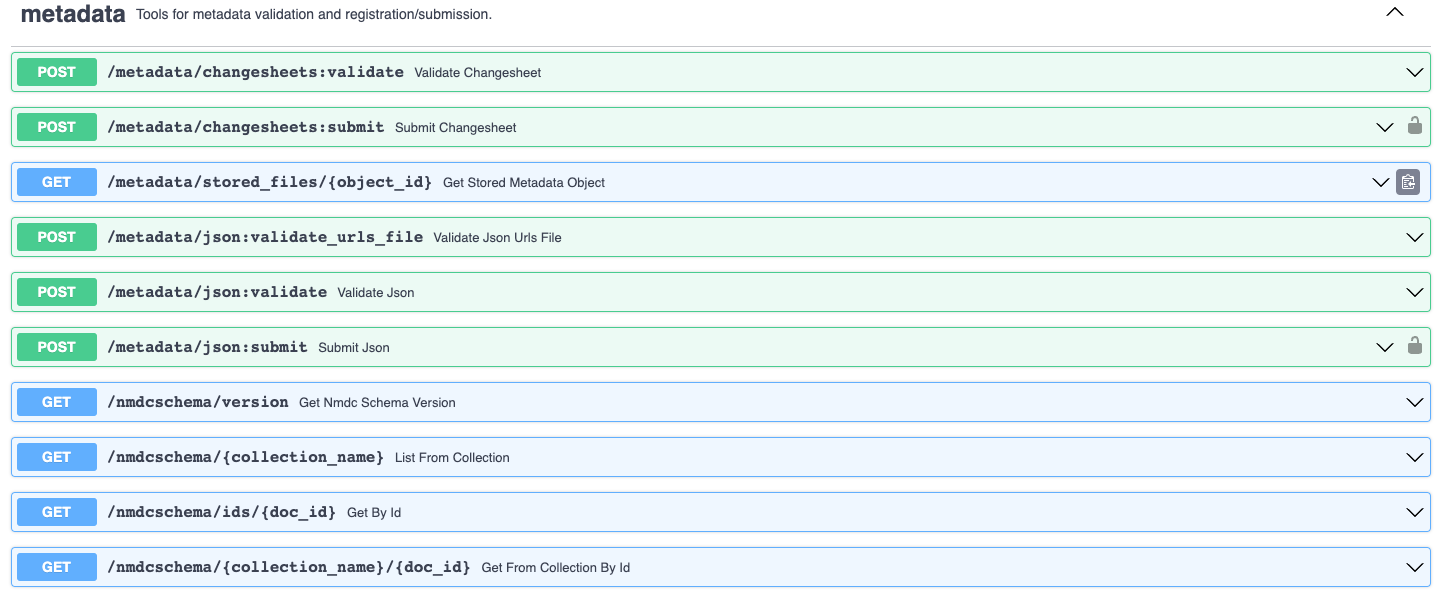 metadata Tools for metadata validation and registration/submission.
POST /metadata/changesheets:validate Validate Changesheet
POST /metadata/changesheets:submit Submit Changesheet
GET /metadata/stored_files/{object_id} Get Stored Metadata Object
POST /metadata/json:validate_urls_file Validate Json Urls File
POST /metadata/json:validate Validate Json
POST /metadata/json:submit Submit Json
GET /nmdcschema/version Get Nmdc Schema Version
GET /nmdcschema/{collection_name} List From Collection
GET /nmdcschema/ids/{doc_id} Get By Id
GET /nmdcschema/{collection_name}/{doc_id} Get From Collection By Id